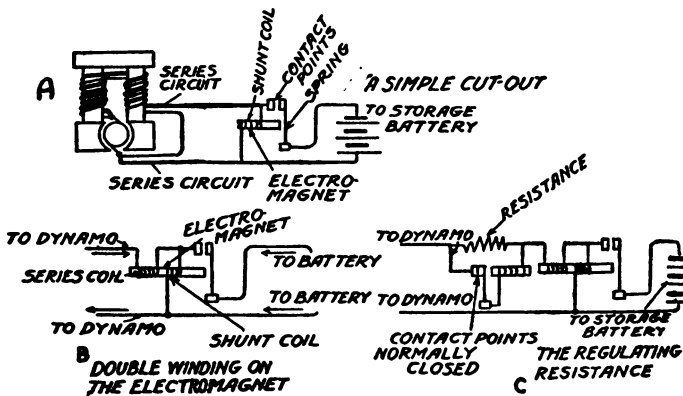 A
SERIES
CIRCUIT
SHUNT COIL
CONTACT
POINTS
SPRING
A SIMPLE CUT-OUT
TO STORAGE
BATTERY
SERIES CIRCUIT
ELECTRO-
MAGNET
TO DYNAMO
ELECTRO-
MAGNET
SERIES COIL
TO BATTERY
TO BATTERY
TO DYNAMO
SHUNT COIL
B
DOUBLE WINDING ON
THE ELECTROMAGNET
RESISTANCE
TO DYNAMO
TO DYNAMO
CONTACT POINTS
NORMALLY
CLOSED
TO STORAGE
BATTERY
THE REGULATING
RESISTANCE
C